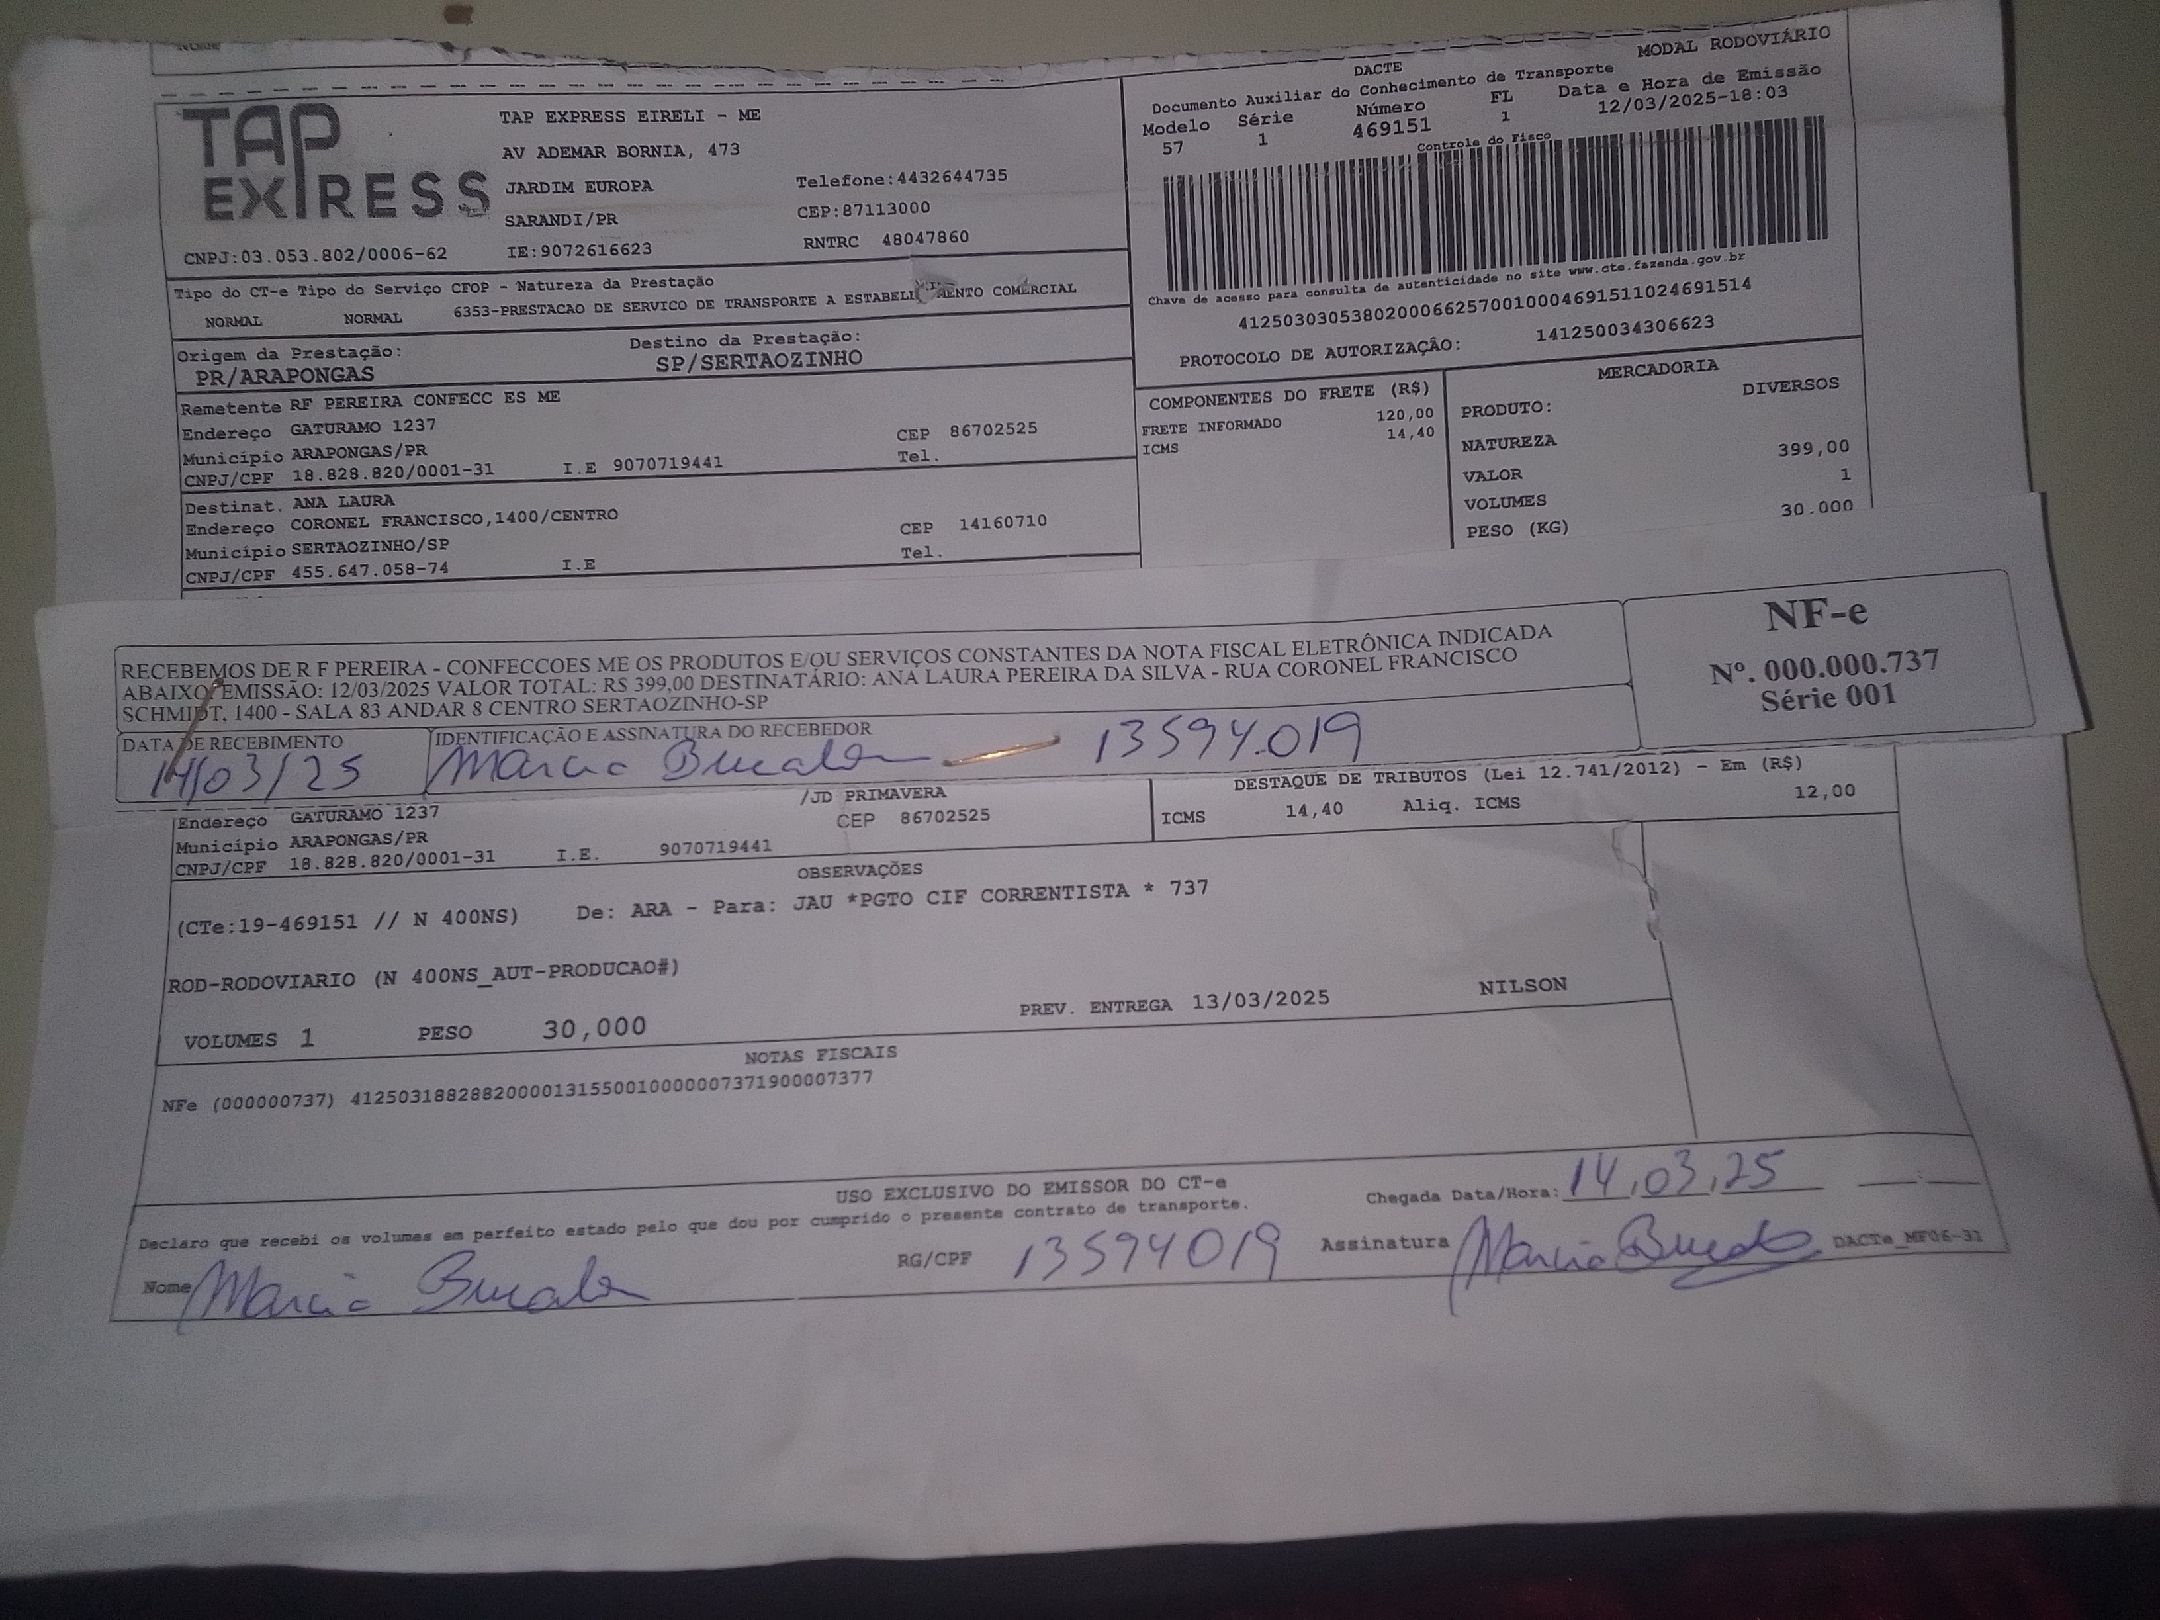 TAP EXPRESS
CNPJ:03.053.802/0006-62
TAP EXPRESS EIRELI - ME
AV ADEMAR BORNIA, 473
JARDIM EUROPA
Telefone:4432644735
SARANDI/PR
CEP:87113000
IE:9072616623
RNTRC 48047860
DACTE
MODAL RODOVIÁRIO
Documento Auxiliar do Conhecimento de Transporte
Modelo Série Número FL Data e Hora de Emissão
57 1 469151 1 12/03/2025-18:03
Controle do Fisco
Chave de acesso para consulta de autenticidade no site www.cte.fazenda.gov.br
41250303053802000662570010004691511024691514
PROTOCOLO DE AUTORIZAÇÃO: 141250034306623
Tipo do CT-e Tipo do Serviço CFOP - Natureza da Prestação
NORMAL NORMAL 6353-PRESTACAO DE SERVICO DE TRANSPORTE A COMERCIAL
Origem da Prestação: Destino da Prestação:
PR/ARAPONGAS SP/SERTAOZINHO
Remetente RF PEREIRA CONFECC ES ME
Endereço GATURAMO 1237
CEP 86702525
Município ARAPONGAS/PR
Tel.
CNPJ/CPF 18.828.820/0001-31 I.E 9070719441
Destinat. ANA LAURA
Endereço CORONEL FRANCISCO,1400/CENTRO
CEP 14160710
Município SERTAOZINHO/SP
Tel.
CNPJ/CPF 455.647.058-74 I.E
COMPONENTES DO FRETE (R$)
FRETE INFORMADO 120,00
ICMS 14,40
MERCADORIA
PRODUTO: DIVERSOS
NATUREZA
VALOR 399,00
VOLUMES 1
PESO (KG) 30.000
RECEBEMOS DE R F PEREIRA - CONFECCOES ME OS PRODUTOS E/OU SERVIÇOS CONSTANTES DA NOTA FISCAL ELETRÔNICA INDICADA
ABAIXO EMISSÃO: 12/03/2025 VALOR TOTAL: R$ 399,00 DESTINATÁRIO: ANA LAURA PEREIRA DA SILVA - RUA CORONEL FRANCISCO
SCHMIDT, 1400 - SALA 83 ANDAR 8 CENTRO SERTAOZINHO-SP
NF-e
Nº. 000.000.737
Série 001
DATA DE RECEBIMENTO
14/03/25
IDENTIFICAÇÃO E ASSINATURA DO RECEBEDOR
13594.019
/JD PRIMAVERA
Endereço GATURAMO 1237
CEP 86702525
Município ARAPONGAS/PR
CNPJ/CPF 18.828.820/0001-31 I.E. 9070719441
DESTAQUE DE TRIBUTOS (Lei 12.741/2012) - Em (R$)
ICMS 14,40 Aliq. ICMS 12,00
OBSERVAÇÕES
(CTe:19-469151 // N 400NS) De: ARA - Para: JAU *PGTO CIF CORRENTISTA * 737
ROD-RODOVIARIO (N 400NS_AUT-PRODUCAO#)
PREV. ENTREGA 13/03/2025 NILSON
VOLUMES 1 PESO 30,000
NOTAS FISCAIS
NFe (000000737) 41250318828820000131550010000007371900007377
USO EXCLUSIVO DO EMISSOR DO CT-e
Declaro que recebi os volumes em perfeito estado pelo que dou por cumprido o presente contrato de transporte.
Chegada Data/Hora: 14,03,25
Nome
RG/CPF 13594019
Assinatura
DACTe_MF06-31